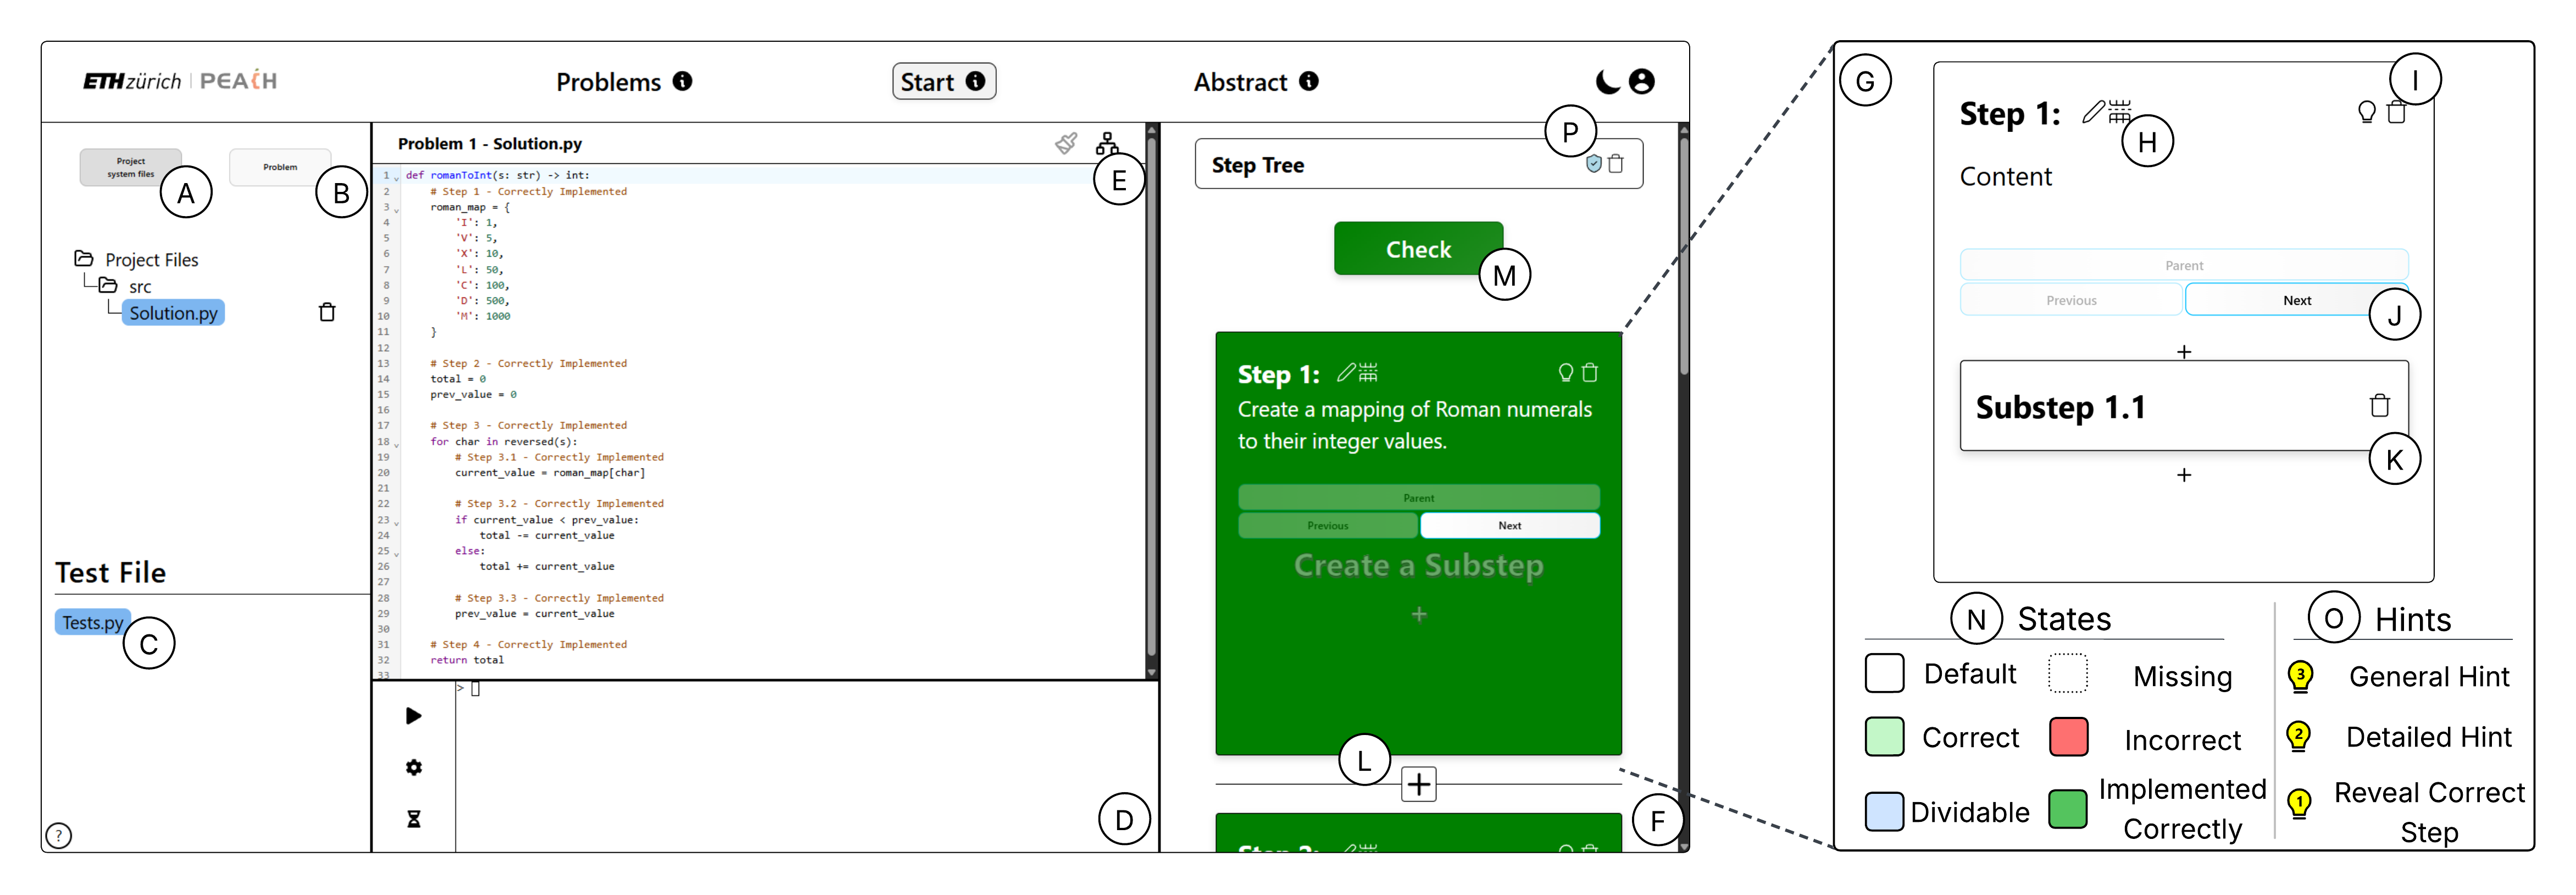 ETH zürich | PEACH
Problems
Start
Abstract
Project
system files
A
Problem
B
Project Files
src
Solution.py
Test File
Tests.py
C
?
Problem 1 - Solution.py
E
1 def romanToInt(s: str) -> int:
2 # Step 1 - Correctly Implemented
3 roman_map = {
4 'I': 1,
5 'V': 5,
6 'X': 10,
7 'L': 50,
8 'C': 100,
9 'D': 500,
10 'M': 1000
11 }
12
13 # Step 2 - Correctly Implemented
14 total = 0
15 prev_value = 0
16
17 # Step 3 - Correctly Implemented
18 for char in reversed(s):
19 # Step 3.1 - Correctly Implemented
20 current_value = roman_map[char]
21
22 # Step 3.2 - Correctly Implemented
23 if current_value < prev_value:
24 total -= current_value
25 else:
26 total += current_value
27
28 # Step 3.3 - Correctly Implemented
29 prev_value = current_value
30
31 # Step 4 - Correctly Implemented
32 return total
33
>
D
P
Step Tree
Check
M
Step 1:
Create a mapping of Roman numerals
to their integer values.
Parent
Previous Next
Create a Substep
+
L
+
F
G
I
Step 1:
H
Content
Parent
Previous Next
J
+
Substep 1.1
K
+
N States
Default Missing
Correct Incorrect
Dividable Implemented
Correctly
O Hints
3 General Hint
2 Detailed Hint
1 Reveal Correct
Step